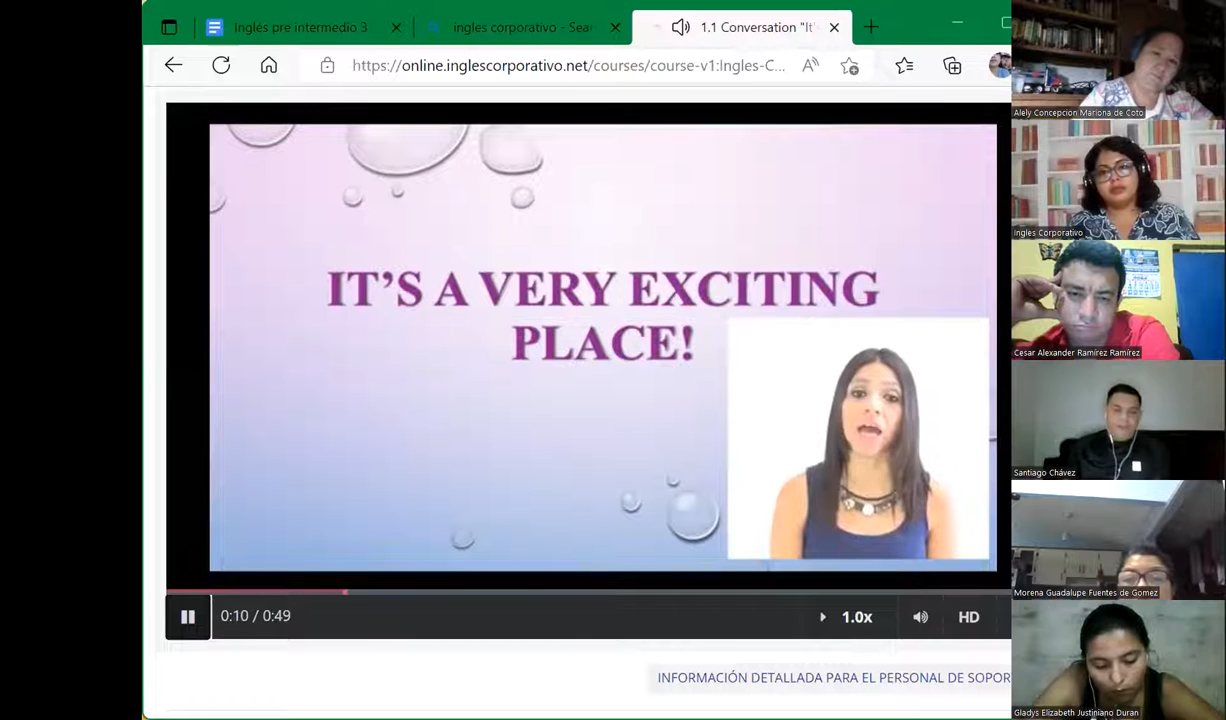 Inglés pre intermedio 3
ingles corporativo - Sea
1.1 Conversation "It'
https://online.inglescorporativo.net/courses/course-v1:Ingles-C...
IT'S A VERY EXCITING
PLACE!
0:10 / 0:49
1.0x
HD
INFORMACIÓN DETALLADA PARA EL PERSONAL DE SOPOR
Alely Concepcion Mariona de Coto
Ingles Corporativo
Cesar Alexander Ramírez Ramírez
Santiago Chávez
Morena Guadalupe Fuentes de Gomez
Gladys Elizabeth Justiniano Duran